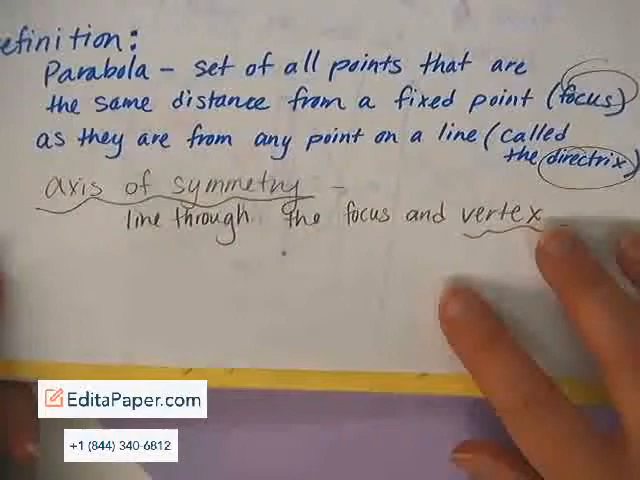 efinition:
Parabola - set of all points that are
the same distance from a fixed point (focus)
as they are from any point on a line (called
the directrix)
axis of symmetry -
line through the focus and vertex
EditaPaper.com
+1 (844) 340-6812